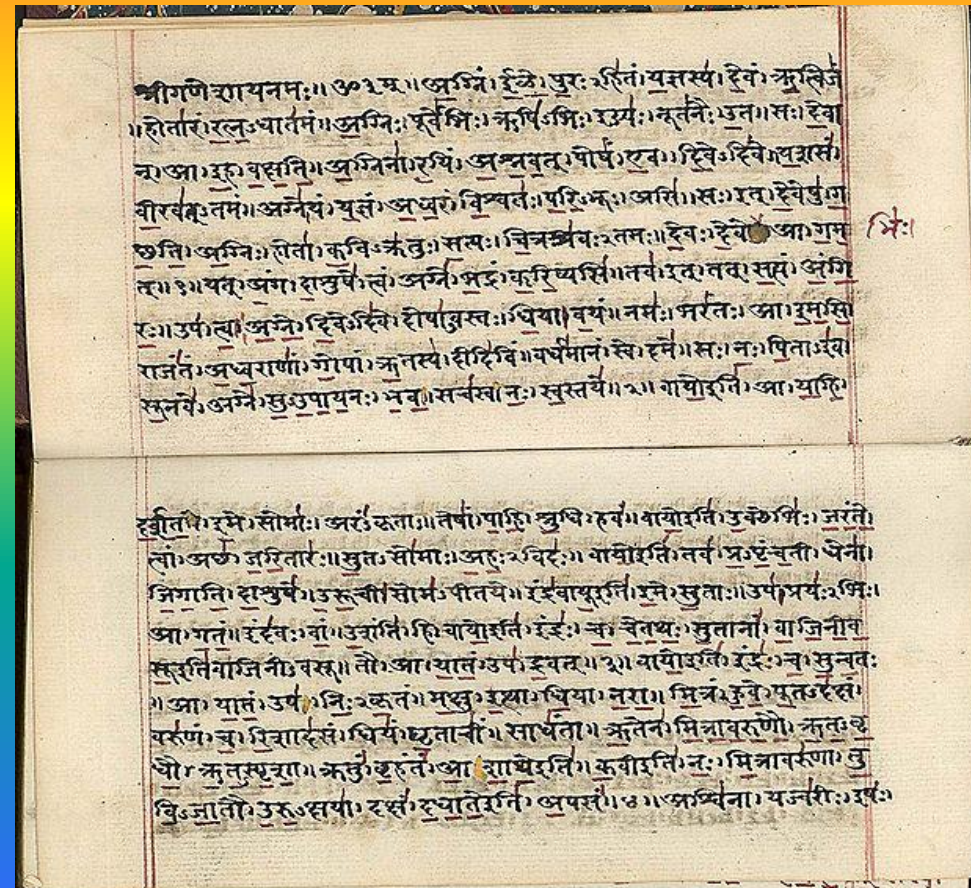 श्रीगणेशायनमः॥ ॐ३म्॥ अग्निं। ईळे। पुरःऽहितं। यज्ञस्य। देवं। ऋत्विजं
॥होतारं। रत्नऽधातमं॥ अग्निः। पूर्वेभिः। ऋषिऽभिः। ईड्यः। नूतनैः। उत॥ सः। देवा
न्। आ। इह। वक्षति॥ अग्निना। रयिं। अश्नवत्। पोषं। एव। दिवेऽदिवे॥ यशसं
वीरवत्ऽतमं॥ अग्ने। यं। यज्ञं। अध्वरं। विश्वतः। परिऽभूः। असि॥ सः। इत्। देवेषु। ग
छति॥ अग्निः। होता। कविऽक्रतुः। सत्यः। चित्रश्रवःऽतमः॥ देवः। देवे आ। गम
भिः।
त्॥१॥ यत्। अंग। दाशुषे। त्वं। अग्ने। भद्रं। करिष्यसि॥ तव। इत्। तत्। सत्यं। अंगि
रः॥ उप। त्वा। अग्ने। दिवेऽदिवे। दोषाऽवस्तः। धिया। वयं॥ नमः। भरंतः। आ। इमसि॥
राजंतं। अध्वराणां। गोपां। ऋतस्य। दीदिविं॥ वर्धमानं। स्वे। दमे॥ सः। नः। पिताऽइव।
सूनवे। अग्ने। सुऽउपायनः। भव॥ सचस्व। नः। स्वस्तये॥२॥ वायोइति। आ। याहि।
दर्शत। इमे। सोमाः। अरंऽकृताः॥ तेषां। पाहि। श्रुधि। हवं॥ वायोइति। उक्थेभिः। जरंते।
त्वां। अछ। जरितारः॥ सुतऽसोमाः। अहःऽविदः॥ वायोइति। तव। प्रऽपृंचती। धेना।
जिगाति। दाशुषे॥ उरूची। सोमऽपीतये॥ इंद्रवायूइति। इमे। सुताः। उप। प्रयःऽभिः।
आ। गतं॥ इंदवः। वां। उशंति। हि॥ वायोइति। इंद्रः। च। चेतथः। सुतानां। वाजिनीव
सूइतिवाजिनीऽवसू॥ तौ। आ। यातं। उप। द्रवत्॥३॥ वायोइति। इंद्रः। च। सुन्वतः
॥आ। यातं। उप। निःऽकृतं॥ मक्षु। इत्था। धिया। नरा॥ मित्रं। हुवे। पूतऽदक्षं।
वरुणं। च। रिशादसं॥ धियं। घृताचीं। साधंता॥ ऋतेन। मित्रावरुणौ। ऋतऽवृ
धौ। ऋतऽस्पृशा॥ क्रतुं। बृहंतं। आ। शाथेइति॥ कवीइति। नः। मित्रावरुणा। तु
विऽजातौ। उरुऽक्षया॥ दक्षं। दधातेइति। अपसं॥४॥ अश्विना। यज्वरीः। इषः।